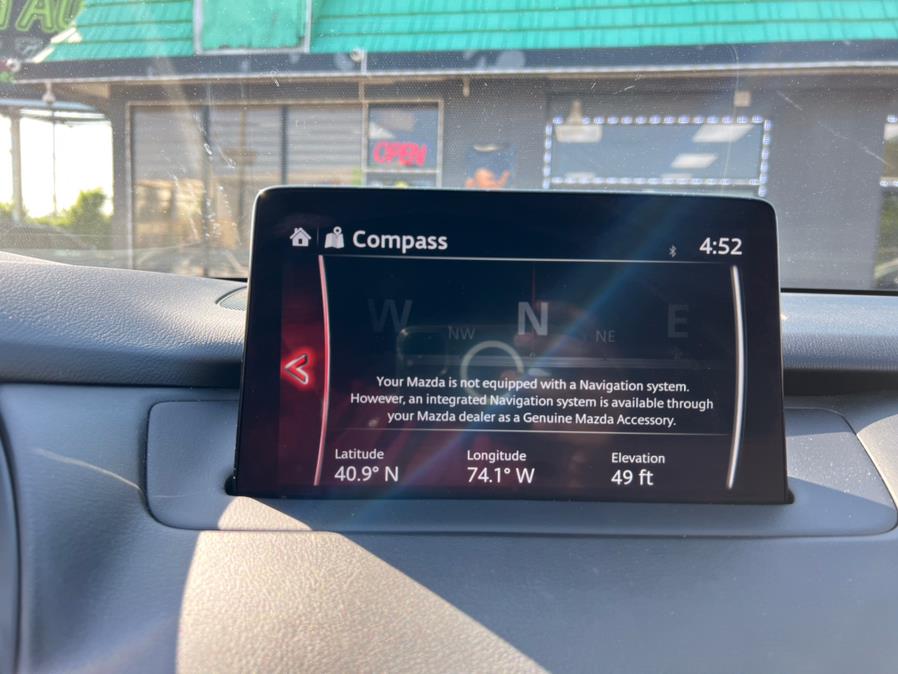 OPEN
Compass
4:52
W N E
NW NE
Your Mazda is not equipped with a Navigation system.
However, an integrated Navigation system is available through
your Mazda dealer as a Genuine Mazda Accessory.
Latitude Longitude Elevation
40.9° N 74.1° W 49 ft